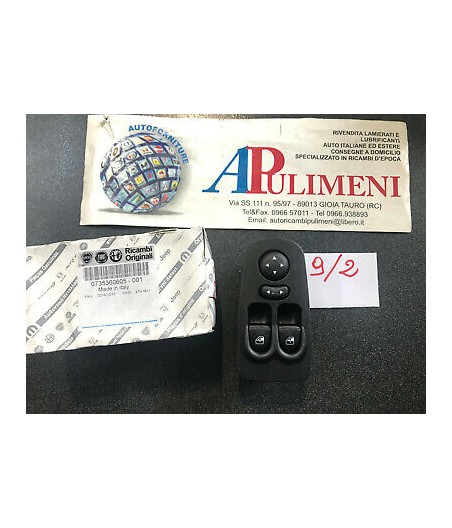 AUTOFORNITURE
APULIMENI
RIVENDITA LAMIERATI E
LUBRIFICANTI
AUTO ITALIANE ED ESTERE
CONSEGNE A DOMICILIO
SPECIALIZZATO IN RICAMBI D'EPOCA
Via SS 111 n. 95/97 - 89013 GIOIA TAURO (RC)
Tel&Fax. 0966 57011 - Tel 0966.938893
Email: autoricambipulimeni@libero.it
Ricambi
Originali
0735360605 - 001
Made in Italy
Jeep
9/2